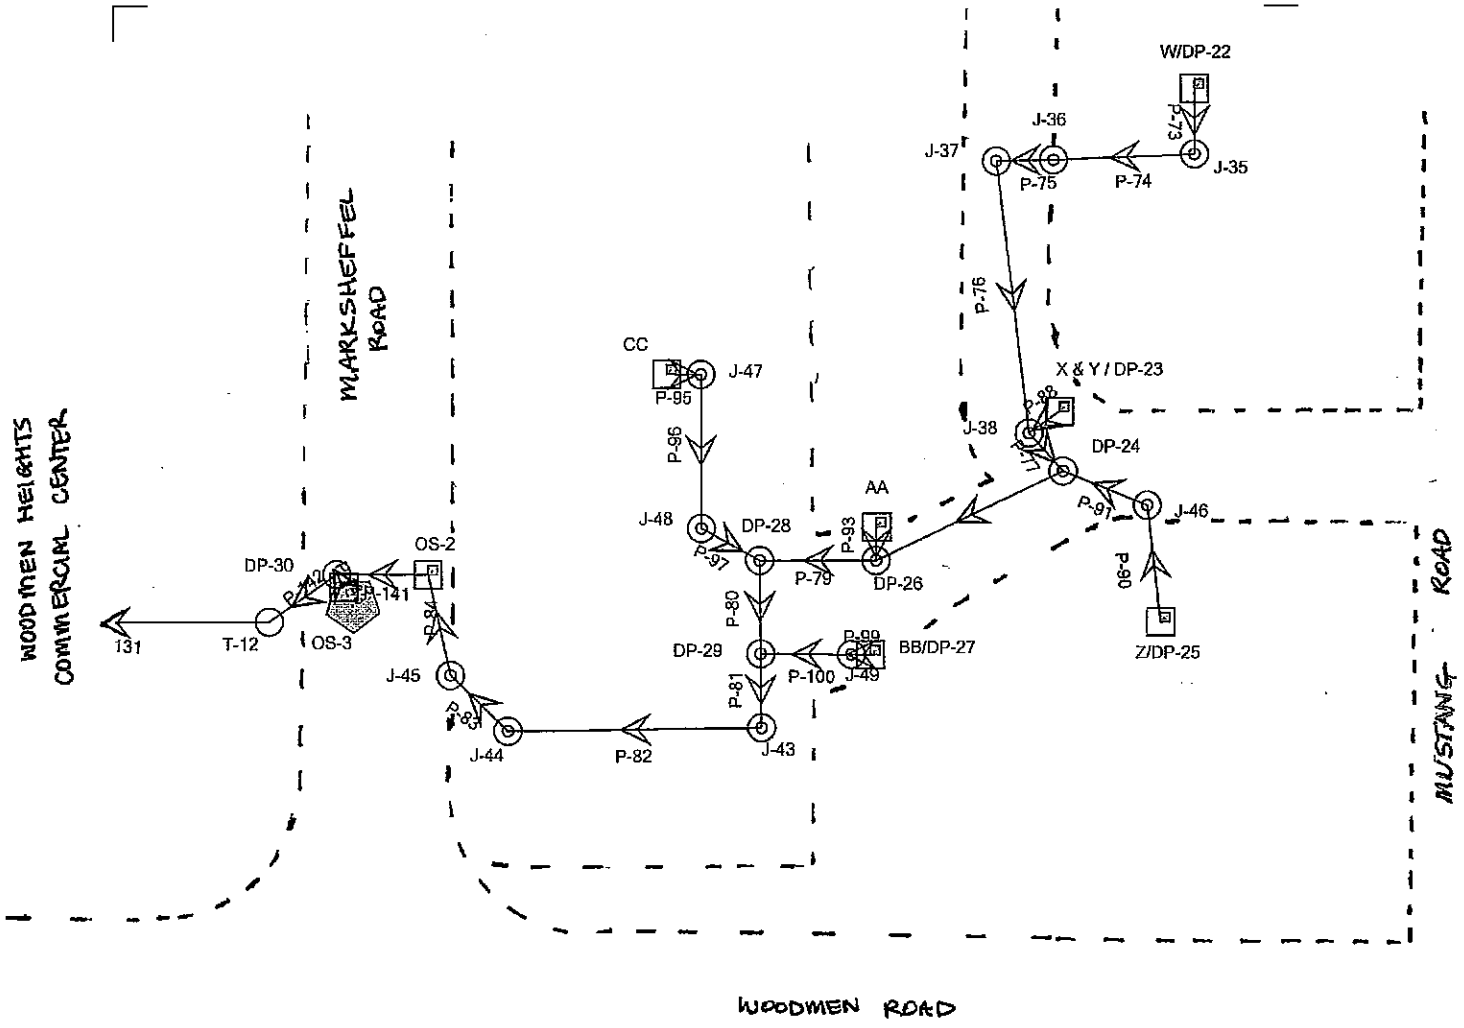 W/DP-22
P-73
J-36
J-37
J-35
P-75
P-74
MARKSHEFFEL
ROAD
P-76
CC
J-47
X & Y / DP-23
P-95
J-38
P-96
DP-24
WOODMEN HEIGHTS
COMMERCIAL CENTER
AA
P-91
J-46
J-48
DP-28
P-93
OS-2
P-97
P-79
DP-26
DP-30
P-142
P-141
P-90
P-84
P-80
131
T-12
OS-3
DP-29
P-99
BB/DP-27
Z/DP-25
MUSTANG ROAD
J-45
P-100
J-49
P-81
P-83
J-44
P-82
J-43
WOODMEN ROAD